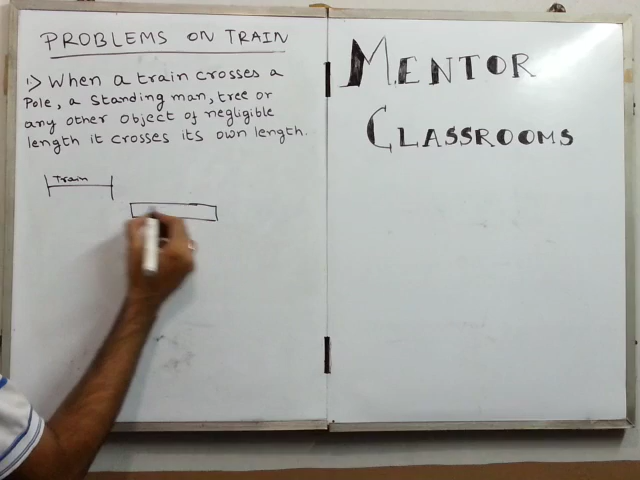 PROBLEMS ON TRAIN
1> When a train crosses a
Pole, a standing man, tree or
any other object of negligible
length it crosses its own length.
Train
MENTOR
CLASSROOMS